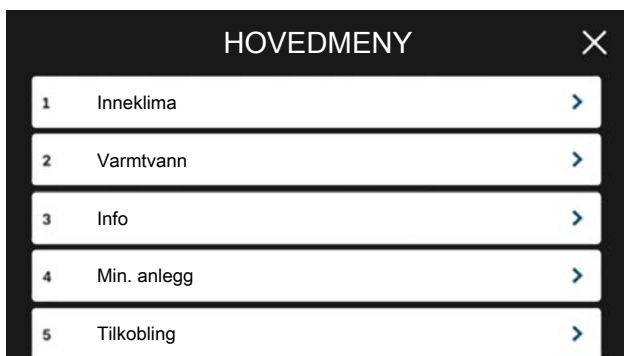 HOVEDMENY
1 Inneklima
2 Varmtvann
3 Info
4 Min. anlegg
5 Tilkobling